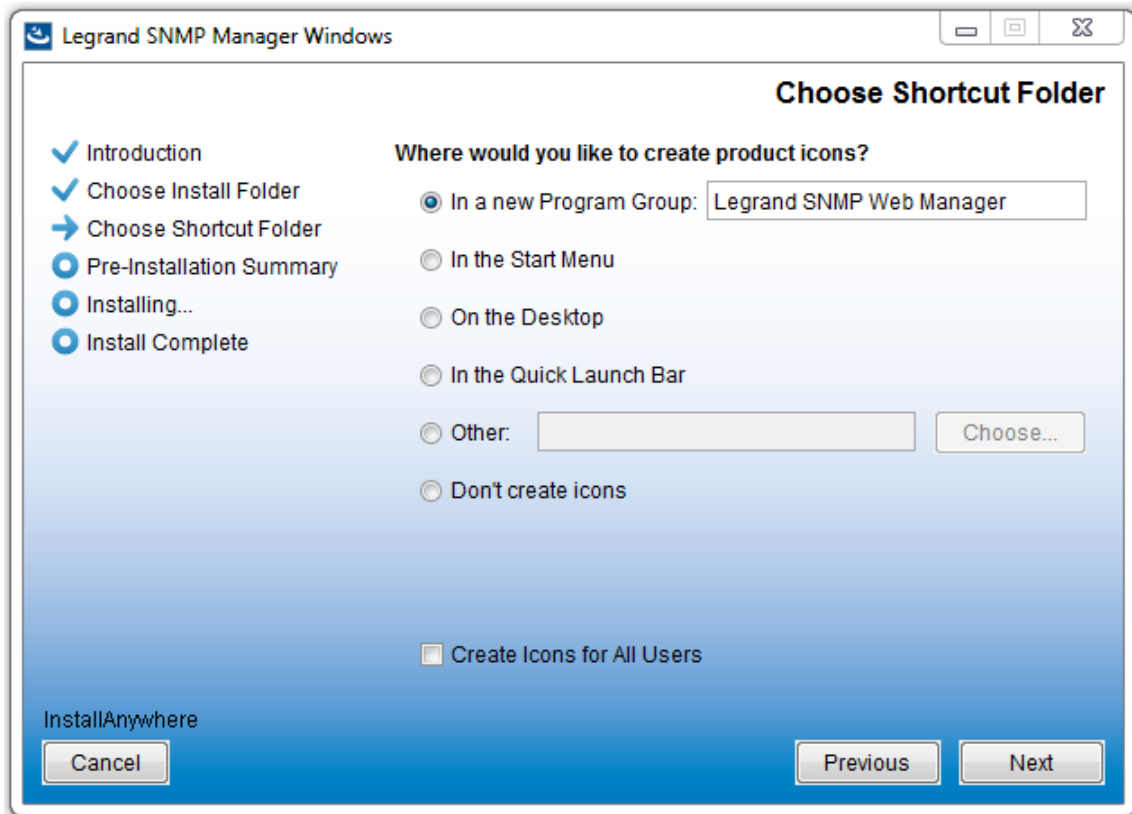 Legrand SNMP Manager Windows
Choose Shortcut Folder
Introduction
Choose Install Folder
Choose Shortcut Folder
Pre-Installation Summary
Installing...
Install Complete
Where would you like to create product icons?
In a new Program Group: Legrand SNMP Web Manager
In the Start Menu
On the Desktop
In the Quick Launch Bar
Other: Choose...
Don't create icons
Create Icons for All Users
InstallAnywhere
Cancel Previous Next